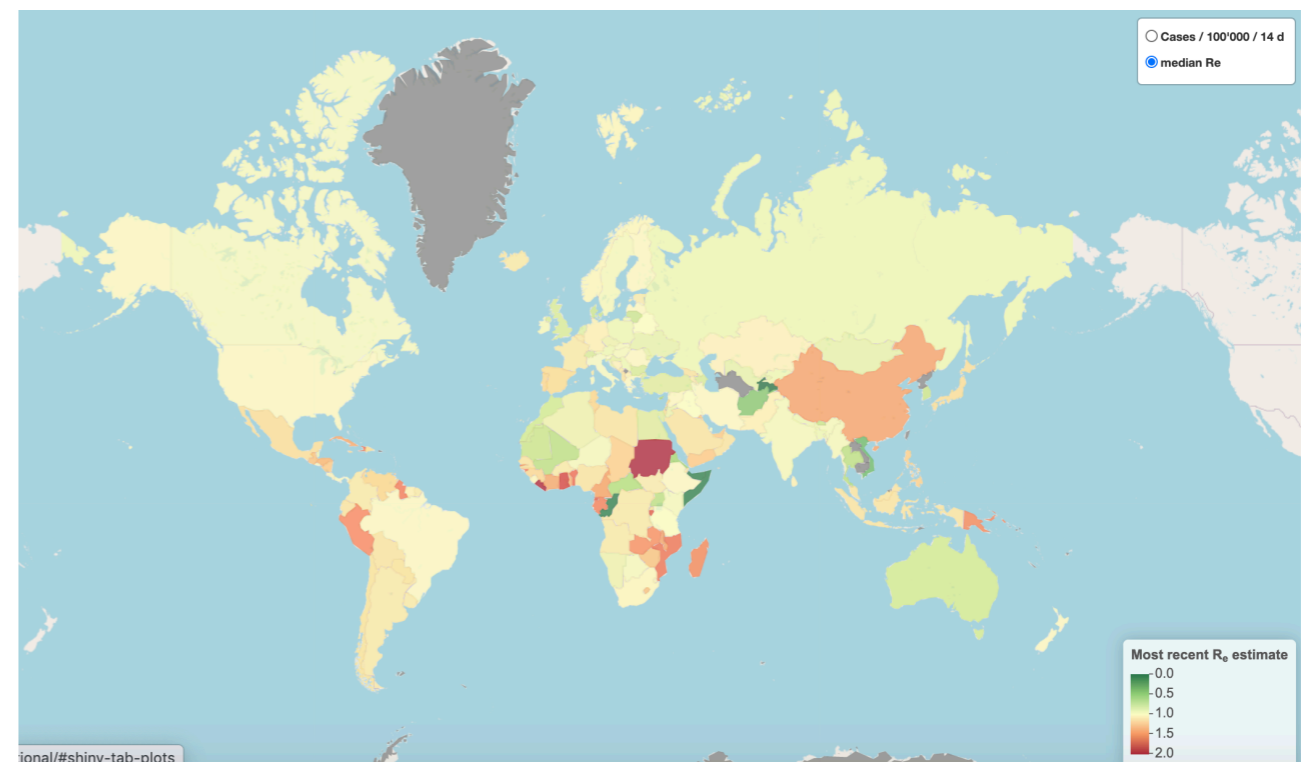 Cases / 100'000 / 14 d
median Re
Most recent Re estimate
0.0
0.5
1.0
1.5
2.0
ional/#shiny-tab-plots